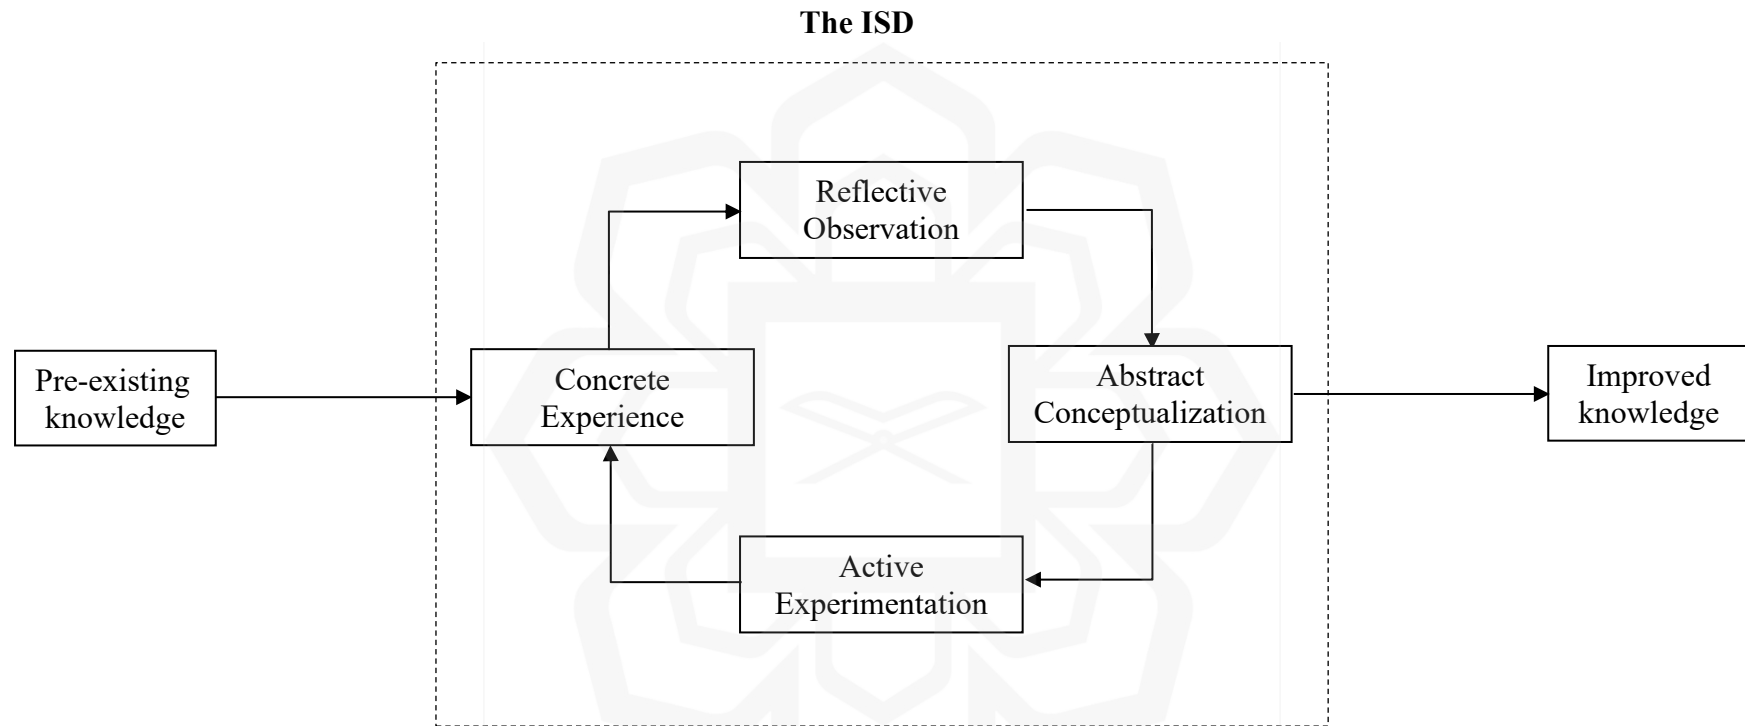 The ISD
Reflective
Observation
Pre-existing
knowledge
Concrete
Experience
Abstract
Conceptualization
Improved
knowledge
Active
Experimentation